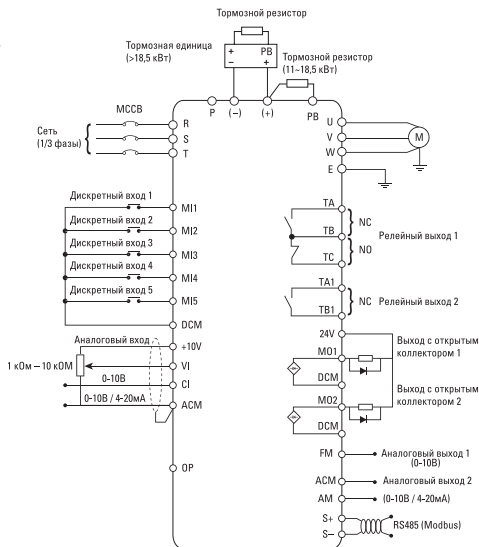 Тормозной резистор
Тормозная единица
(>18,5 кВт)
+ PB
− +
Тормозной резистор
(11~18,5 кВт)
P (−) (+) PB
MCCB
Сеть
(1/3 фазы)
R
S
T
U
V
W
E
M
Дискретный вход 1
MI1
Дискретный вход 2
MI2
Дискретный вход 3
MI3
Дискретный вход 4
MI4
Дискретный вход 5
MI5
DCM
Аналоговый вход
+10V
1 кОм – 10 кОМ
VI
0-10В
CI
0-10В / 4-20мА
ACM
OP
TA
NC
TB
Релейный выход 1
NO
TC
TA1
NC Релейный выход 2
TB1
24V
Выход с открытым
коллектором 1
MO1
DCM
Выход с открытым
коллектором 2
MO2
DCM
FM
Аналоговый выход 1
(0-10В)
ACM
Аналоговый выход 2
AM
(0-10В / 4-20мА)
S+
RS485 (Modbus)
S−